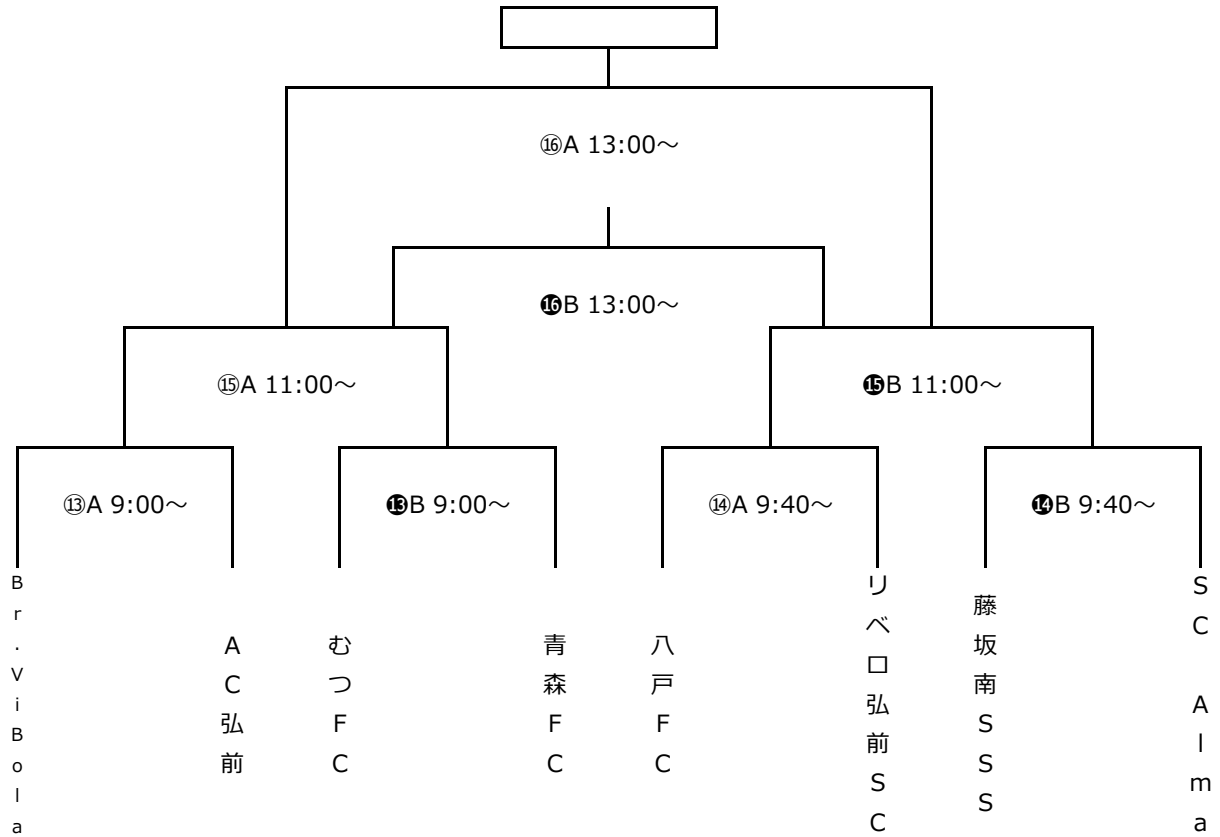 ⑯A 13:00～
⓰B 13:00～
⑮A 11:00～
⓯B 11:00～
⑬A 9:00～
⓭B 9:00～
⑭A 9:40～
⓮B 9:40～
Br.ViBola
AC弘前
むつFC
青森FC
八戸FC
リベロ弘前SC
藤坂南SSS
SC Alma